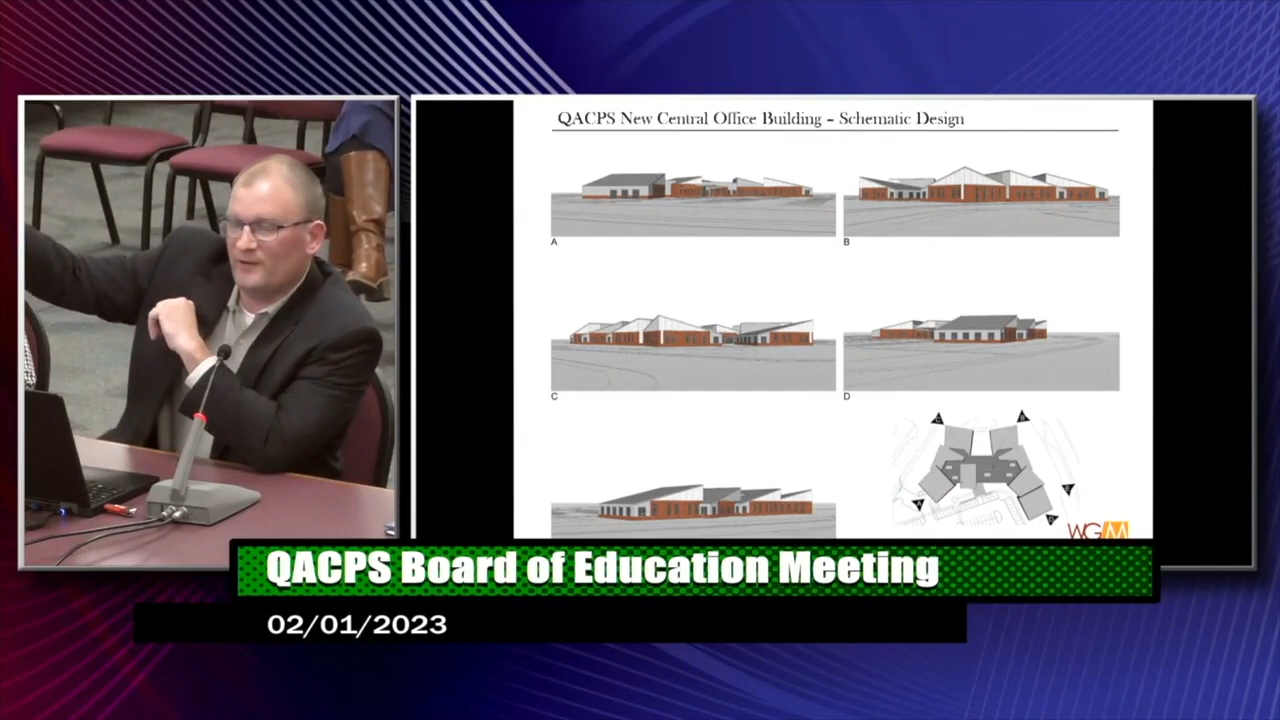 QACPS New Central Office Building – Schematic Design
A
B
C
D
C
B
A
E
D
WGM
QACPS Board of Education Meeting
02/01/2023